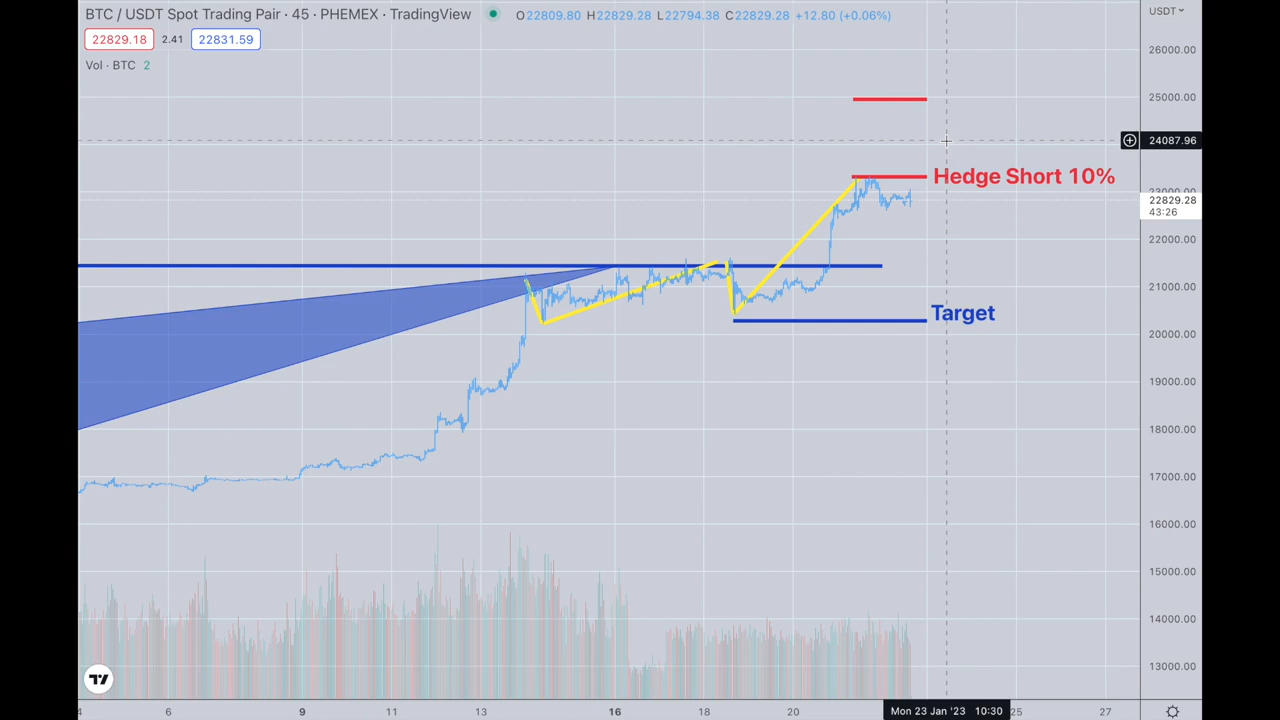 BTC / USDT Spot Trading Pair · 45 · PHEMEX · TradingView O22809.80 H22829.28 L22794.38 C22829.28 +12.80 (+0.06%)
USDT
22829.18 2.41 22831.59
Vol · BTC 2
26000.00
25000.00
24087.96
Hedge Short 10%
23000.00
22829.28
43:26
22000.00
21000.00
Target
20000.00
19000.00
18000.00
17000.00
16000.00
15000.00
14000.00
13000.00
4 6 9 11 13 16 18 20 Mon 23 Jan '23 10:30 25 27